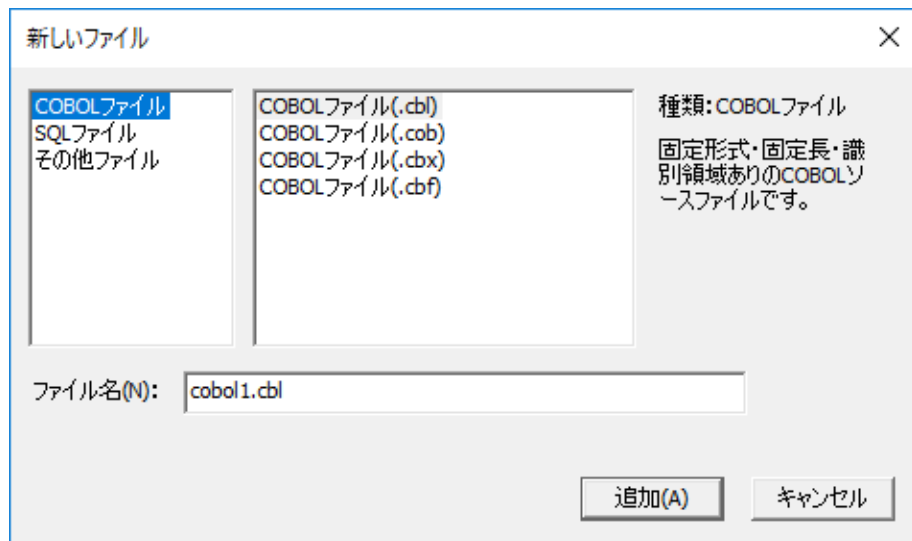 新しいファイル
COBOLファイル
SQLファイル
その他ファイル
COBOLファイル(.cbl)
COBOLファイル(.cob)
COBOLファイル(.cbx)
COBOLファイル(.cbf)
種類:COBOLファイル
固定形式・固定長・識
別領域ありのCOBOLソ
ースファイルです。
ファイル名(N):
cobol1.cbl
追加(A)
キャンセル